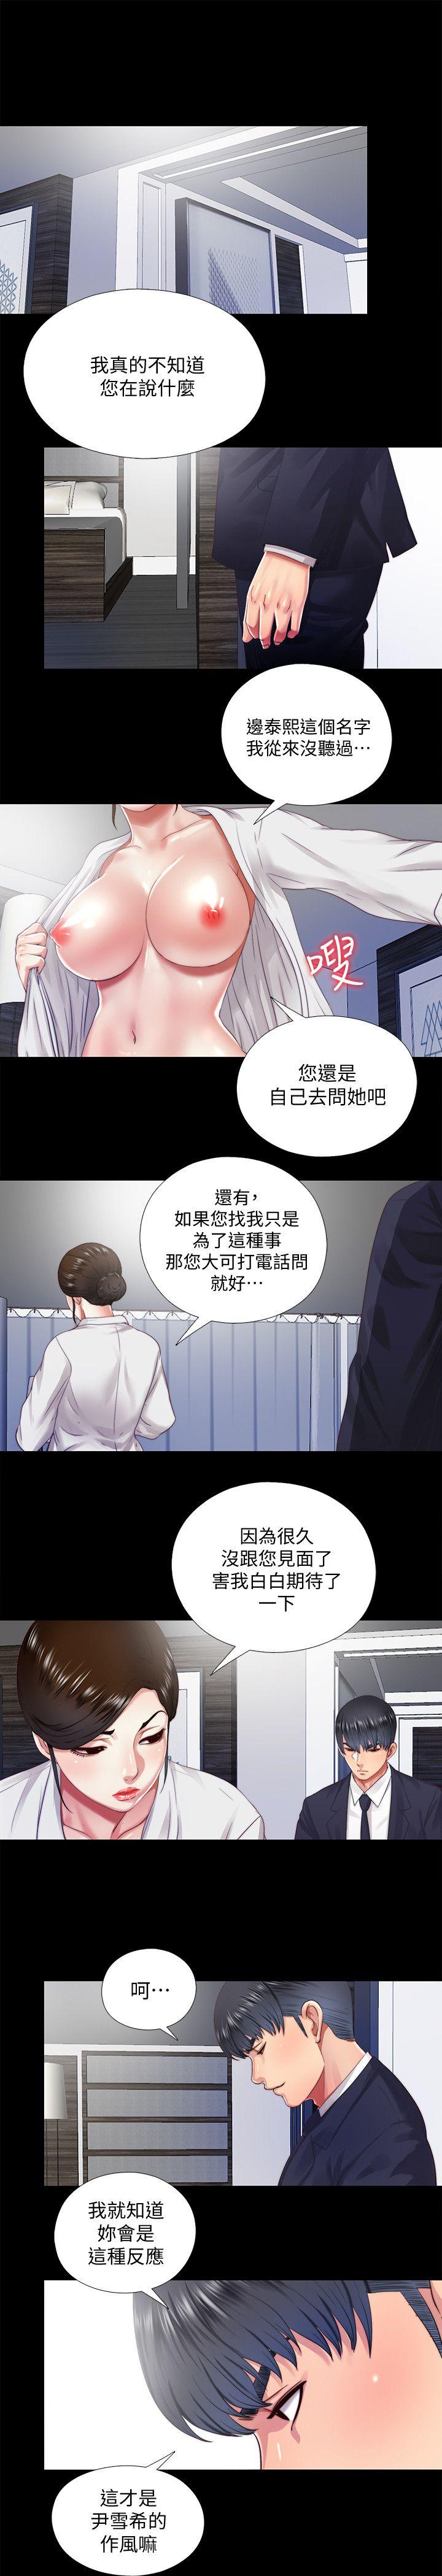 我真的不知道
您在說什麼
邊泰熙這個名字
我從來沒聽過⋯
嗖
您還是
自己去問她吧
還有，
如果您找我只是
為了這種事
那您大可打電話問
就好⋯
因為很久
沒跟您見面了
害我白白期待了
一下
呵⋯
我就知道
妳會是
這種反應
這才是
尹雪希的
作風嘛